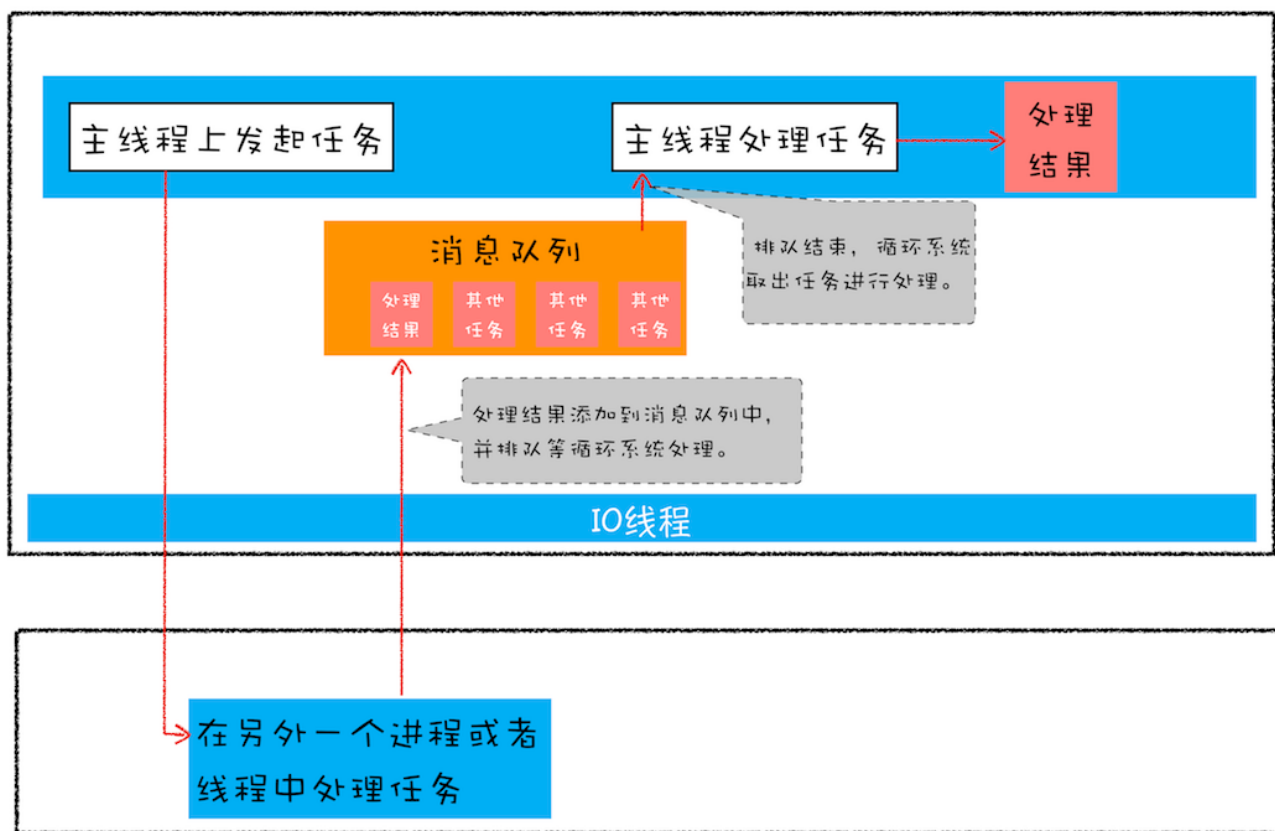 主线程上发起任务
主线程处理任务
处理
结果
排队结束，循环系统
取出任务进行处理。
消息队列
处理
结果
其他
任务
其他
任务
其他
任务
处理结果添加到消息队列中，
并排队等循环系统处理。
IO线程
在另外一个进程或者
线程中处理任务